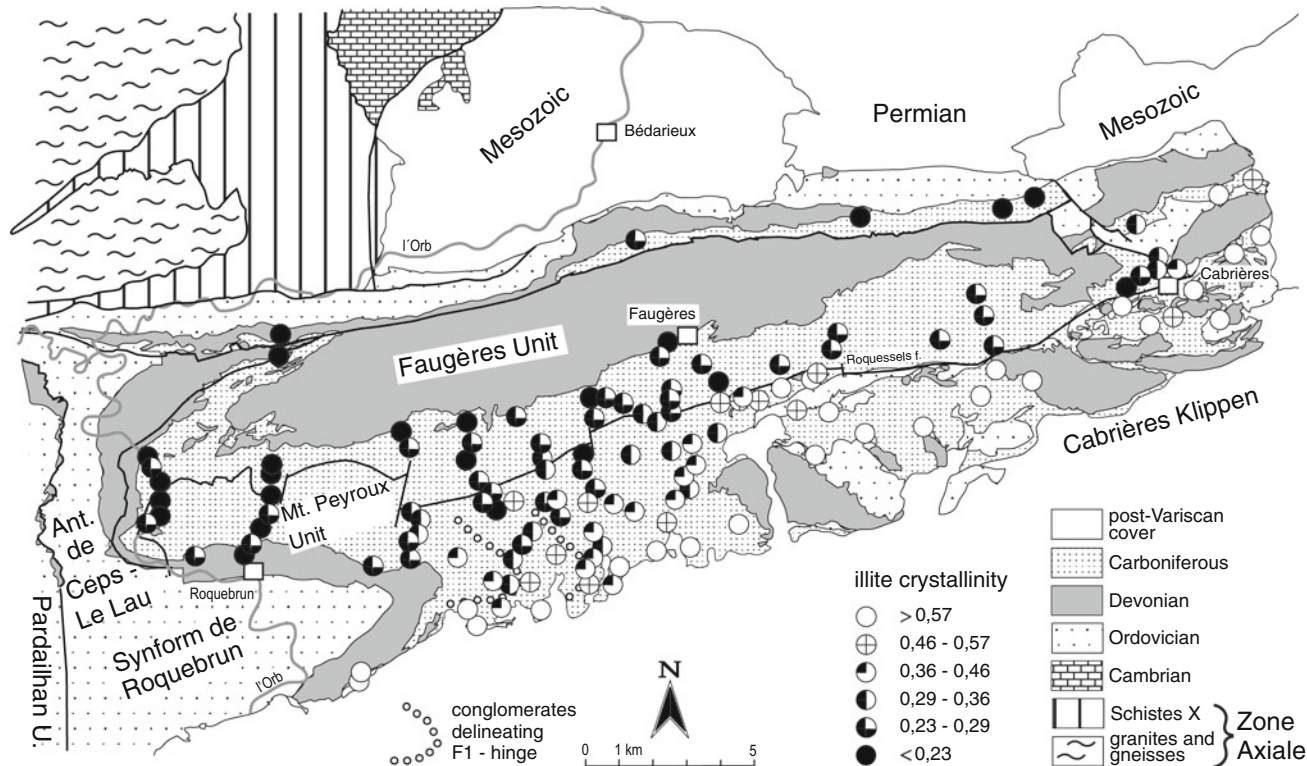 Mesozoic
Bédarieux
Permian
Mesozoic
l'Orb
Cabrières
Faugères
Faugères Unit
Roquessels f.
Cabrières Klippen
Mt. Peyroux
Unit
Ant.
de
Ceps -
Le Lau
Pardailhan U.
Roquebrun
Synform de
Roquebrun
l'Orb
conglomerates
delineating
F1 - hinge
N
0 1 km 5
illite crystallinity
>0,57
0,46 - 0,57
0,36 - 0,46
0,29 - 0,36
0,23 - 0,29
<0,23
post-Variscan
cover
Carboniferous
Devonian
Ordovician
Cambrian
Schistes X
granites and
gneisses
Zone
Axiale